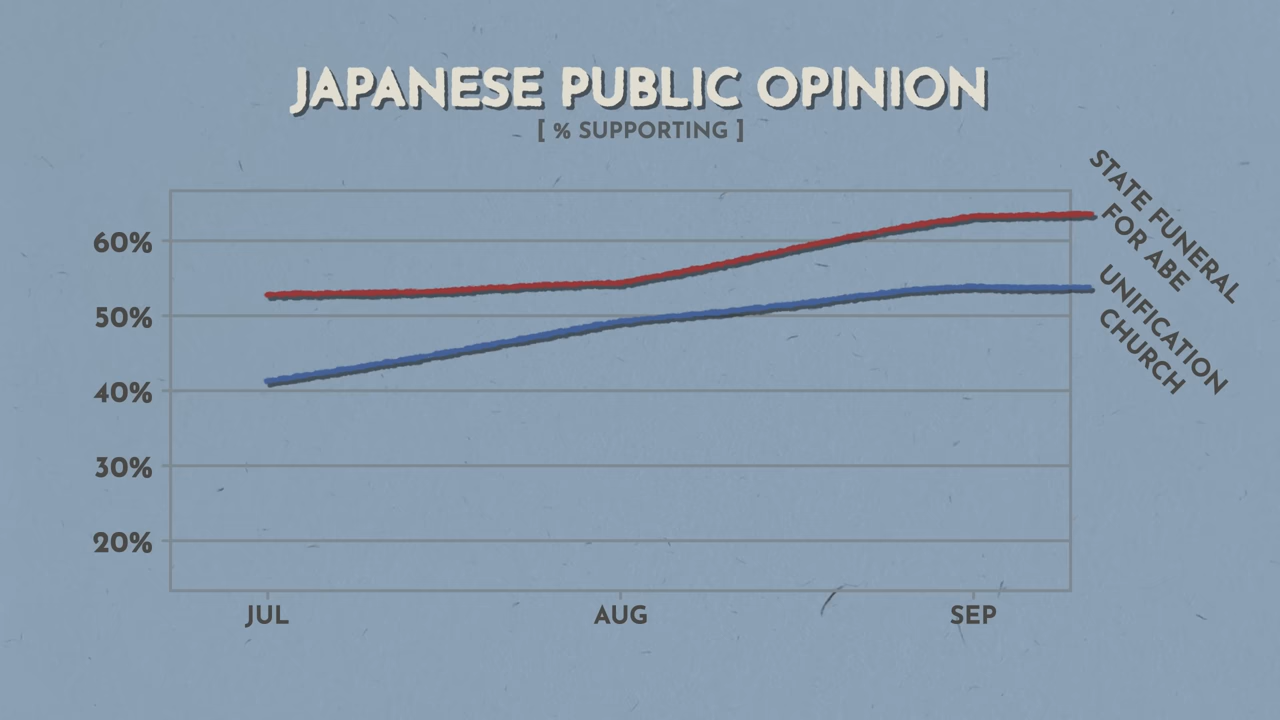 JAPANESE PUBLIC OPINION
[ % SUPPORTING ]
STATE FUNERAL
FOR ABE
UNIFICATION
CHURCH
60%
50%
40%
30%
20%
JUL AUG SEP